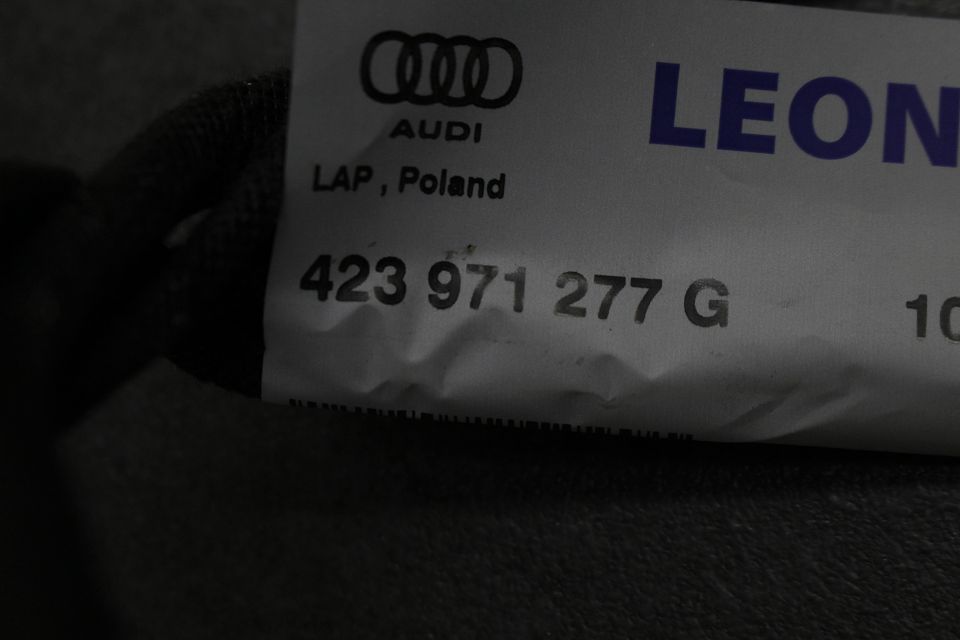 AUDI
LEON
LAP , Poland
423 971 277 G
10